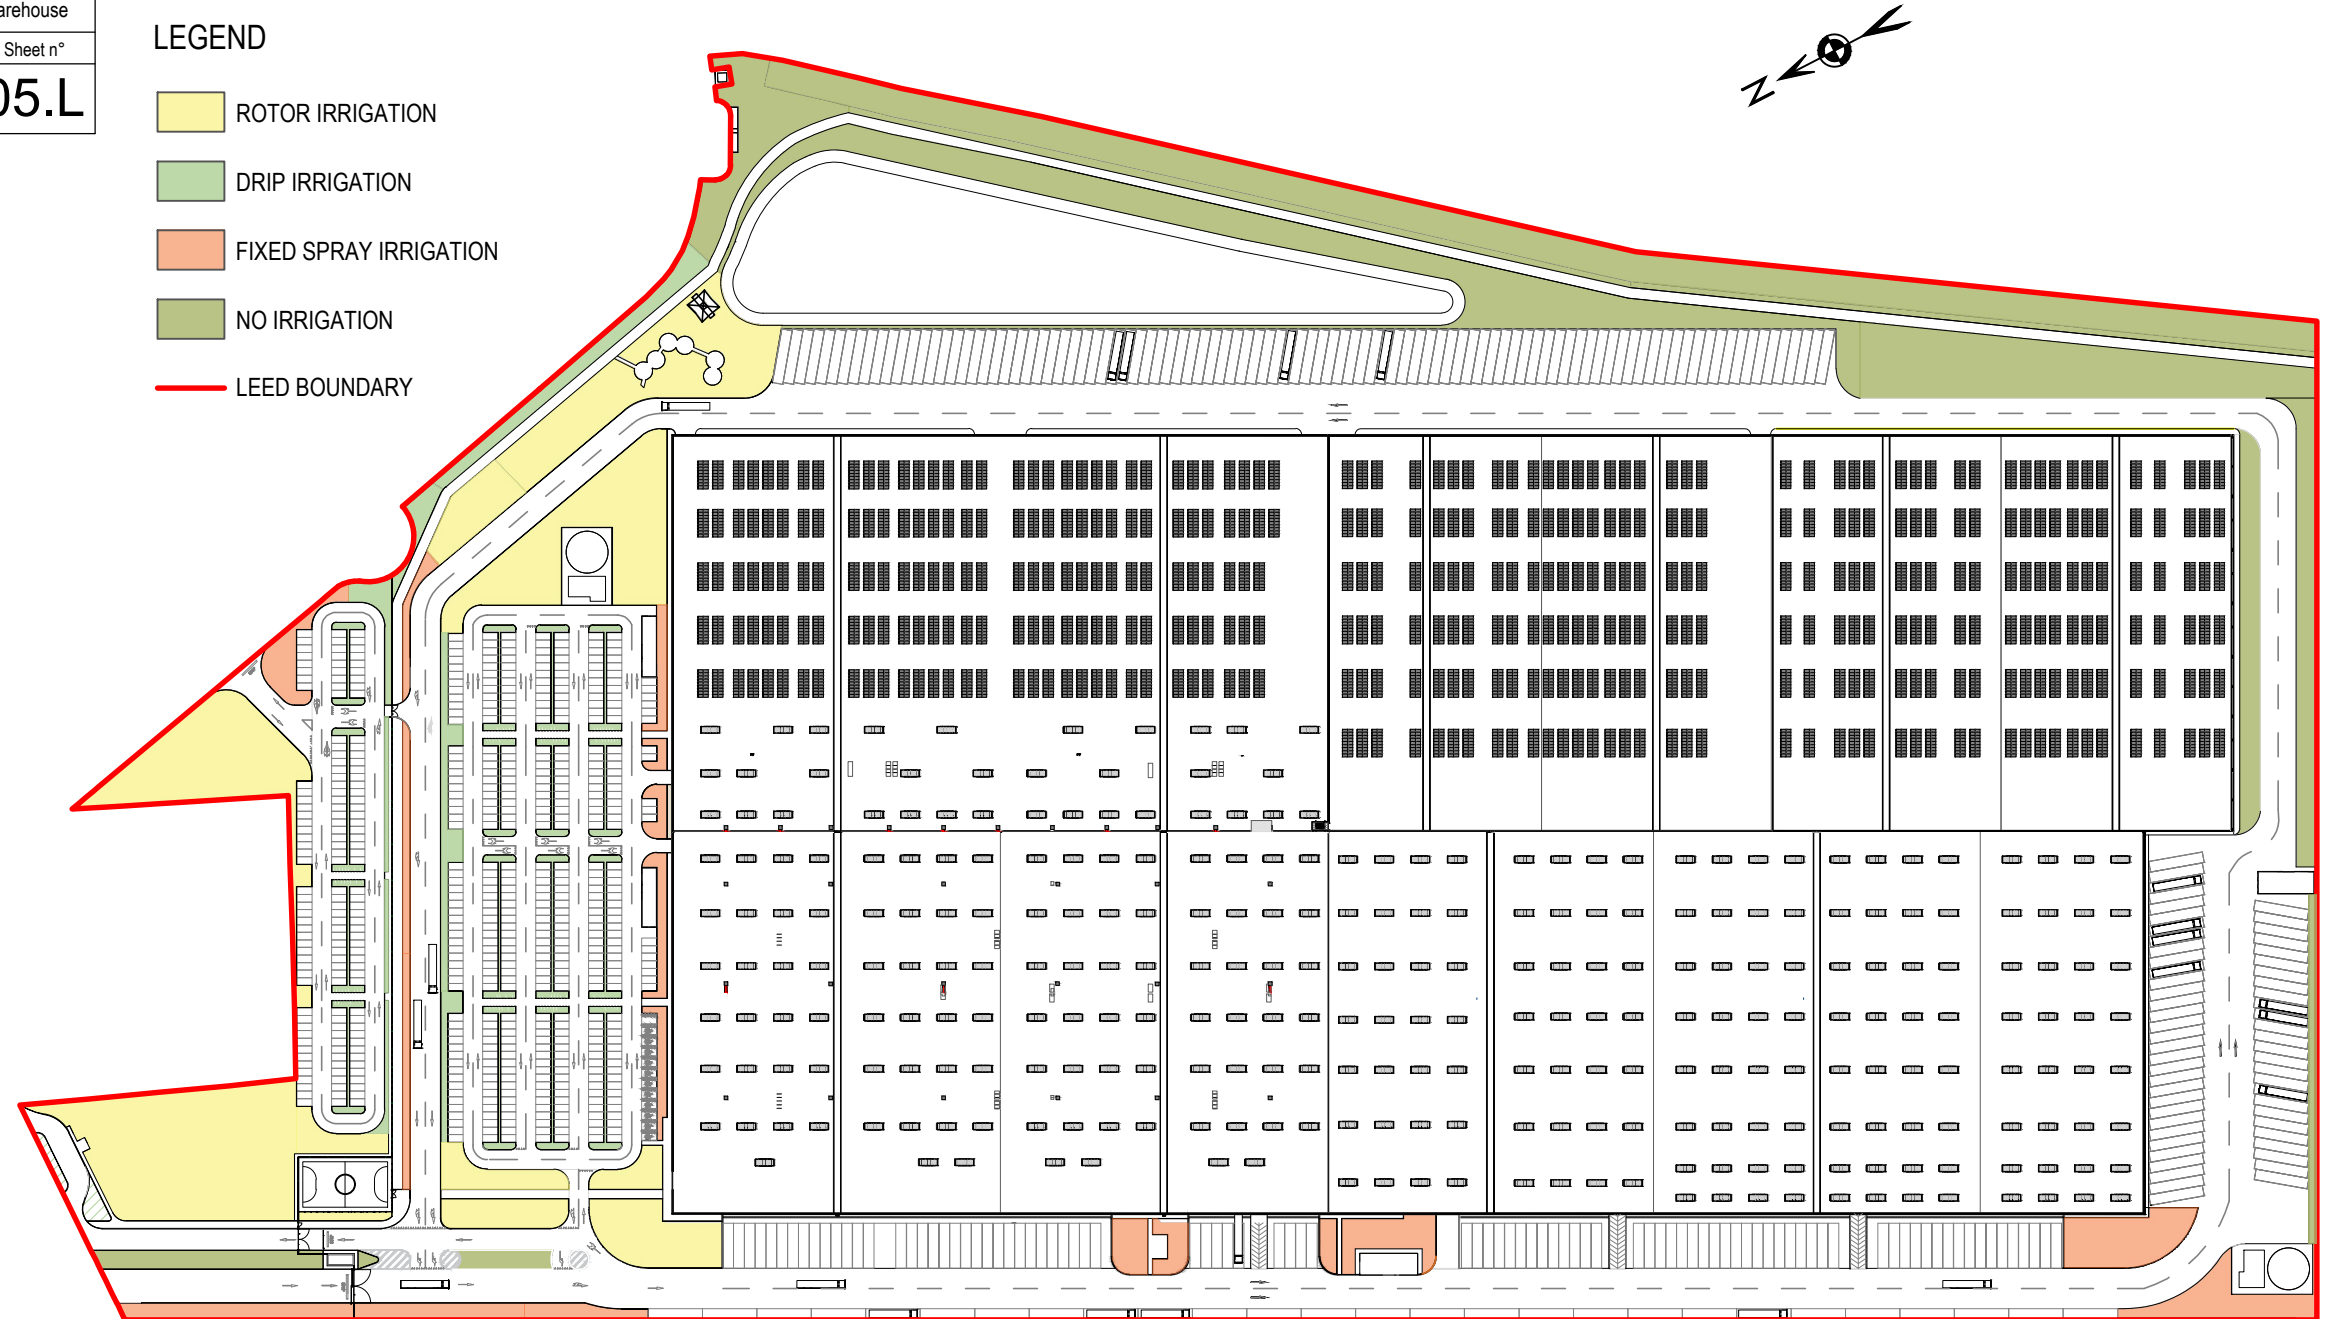 arehouse
Sheet n°
05.L
LEGEND
ROTOR IRRIGATION
DRIP IRRIGATION
FIXED SPRAY IRRIGATION
NO IRRIGATION
LEED BOUNDARY
N